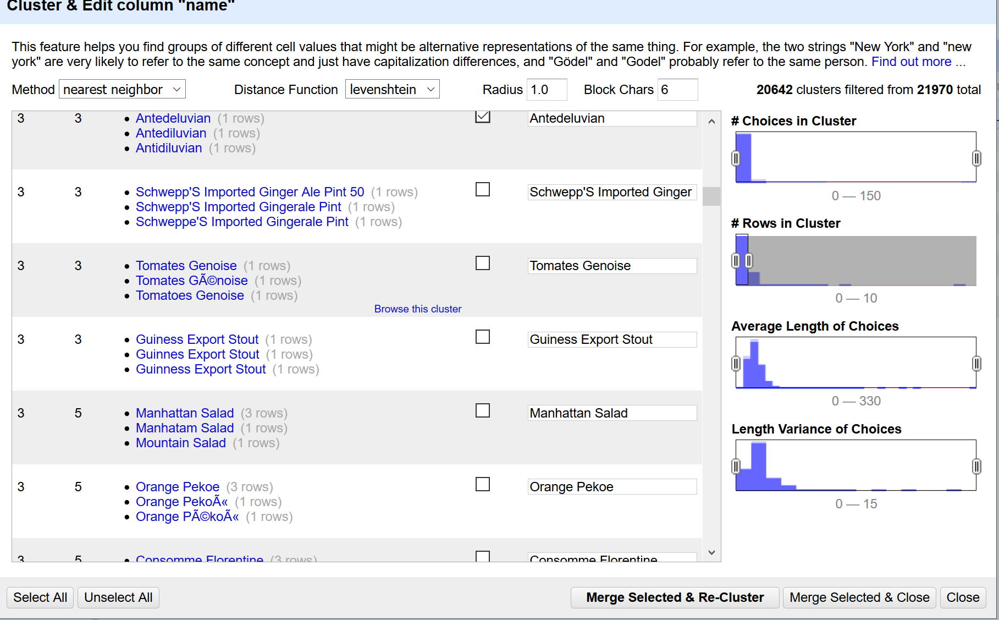 Cluster & Edit column "name"
This feature helps you find groups of different cell values that might be alternative representations of the same thing. For example, the two strings "New York" and "new
york" are very likely to refer to the same concept and just have capitalization differences, and "Gödel" and "Godel" probably refer to the same person. Find out more ...
Method nearest neighbor Distance Function levenshtein Radius 1.0 Block Chars 6 20642 clusters filtered from 21970 total
3 3 • Antedeluvian (1 rows) Antedeluvian
• Antediluvian (1 rows)
• Antidiluvian (1 rows)
3 3 • Schwepp'S Imported Ginger Ale Pint 50 (1 rows) Schwepp'S Imported Ginger
• Schwepp'S Imported Gingerale Pint (1 rows)
• Schweppe'S Imported Gingerale Pint (1 rows)
3 3 • Tomates Genoise (1 rows) Tomates Genoise
• Tomates GÃ©noise (1 rows)
• Tomatoes Genoise (1 rows)
Browse this cluster
3 3 • Guiness Export Stout (1 rows) Guiness Export Stout
• Guinnes Export Stout (1 rows)
• Guinness Export Stout (1 rows)
3 5 • Manhattan Salad (3 rows) Manhattan Salad
• Manhatam Salad (1 rows)
• Mountain Salad (1 rows)
3 5 • Orange Pekoe (3 rows) Orange Pekoe
• Orange PekoÃ« (1 rows)
• Orange PÃ©koÃ« (1 rows)
3 5 • Consomme Florentine (3 rows) Consomme Florentine
# Choices in Cluster
0 — 150
# Rows in Cluster
0 — 10
Average Length of Choices
0 — 330
Length Variance of Choices
0 — 15
Select All Unselect All Merge Selected & Re-Cluster Merge Selected & Close Close